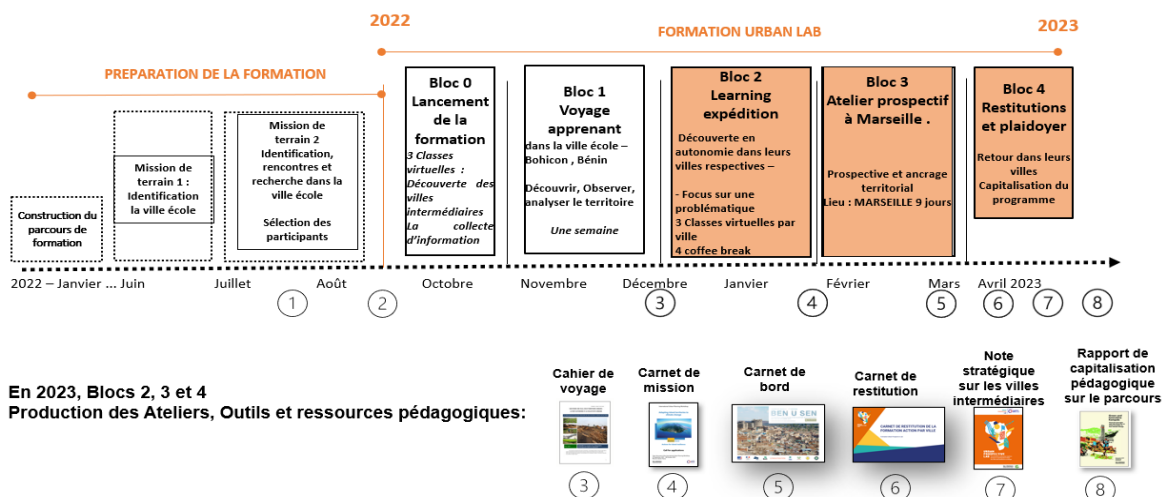 2022
FORMATION URBAN LAB
2023
PREPARATION DE LA FORMATION
Construction du
parcours de
formation
Mission de
terrain 1 :
Identification
la ville école
Mission de
terrain 2
Identification,
rencontres et
recherche dans la
ville école
Sélection des
participants
Bloc 0
Lancement
de la
formation
3 Classes
virtuelles :
Découverte des
villes
intermédiaires
La collecte
d'information
Bloc 1
Voyage
apprenant
dans la ville école –
Bohicon , Bénin
Découvrir, Observer,
analyser le territoire
Une semaine
Bloc 2
Learning
expédition
Découverte en
autonomie dans leurs
villes respectives –
- Focus sur une
problématique
3 Classes virtuelles par
ville
4 coffee break
Bloc 3
Atelier prospectif
à Marseille .
Prospective et ancrage
territorial
Lieu : MARSEILLE 9 jours
Bloc 4
Restitutions
et plaidoyer
Retour dans leurs
villes
Capitalisation du
programme
2022 – Janvier ... Juin
Juillet
Août
Octobre
Novembre
Décembre
Janvier
Février
Mars
Avril 2023
1
2
3
4
5
6
7
8
En 2023, Blocs 2, 3 et 4
Production des Ateliers, Outils et ressources pédagogiques:
Cahier de
voyage
3
Carnet de
mission
4
Carnet de
bord
BEN U SEN
5
Carnet de
restitution
CARNET DE RESTITUTION DE LA
FORMATION ACTION PAR VILLE
6
Note
stratégique
sur les villes
intermédiaires
7
Rapport de
capitalisation
pédagogique
sur le parcours
8